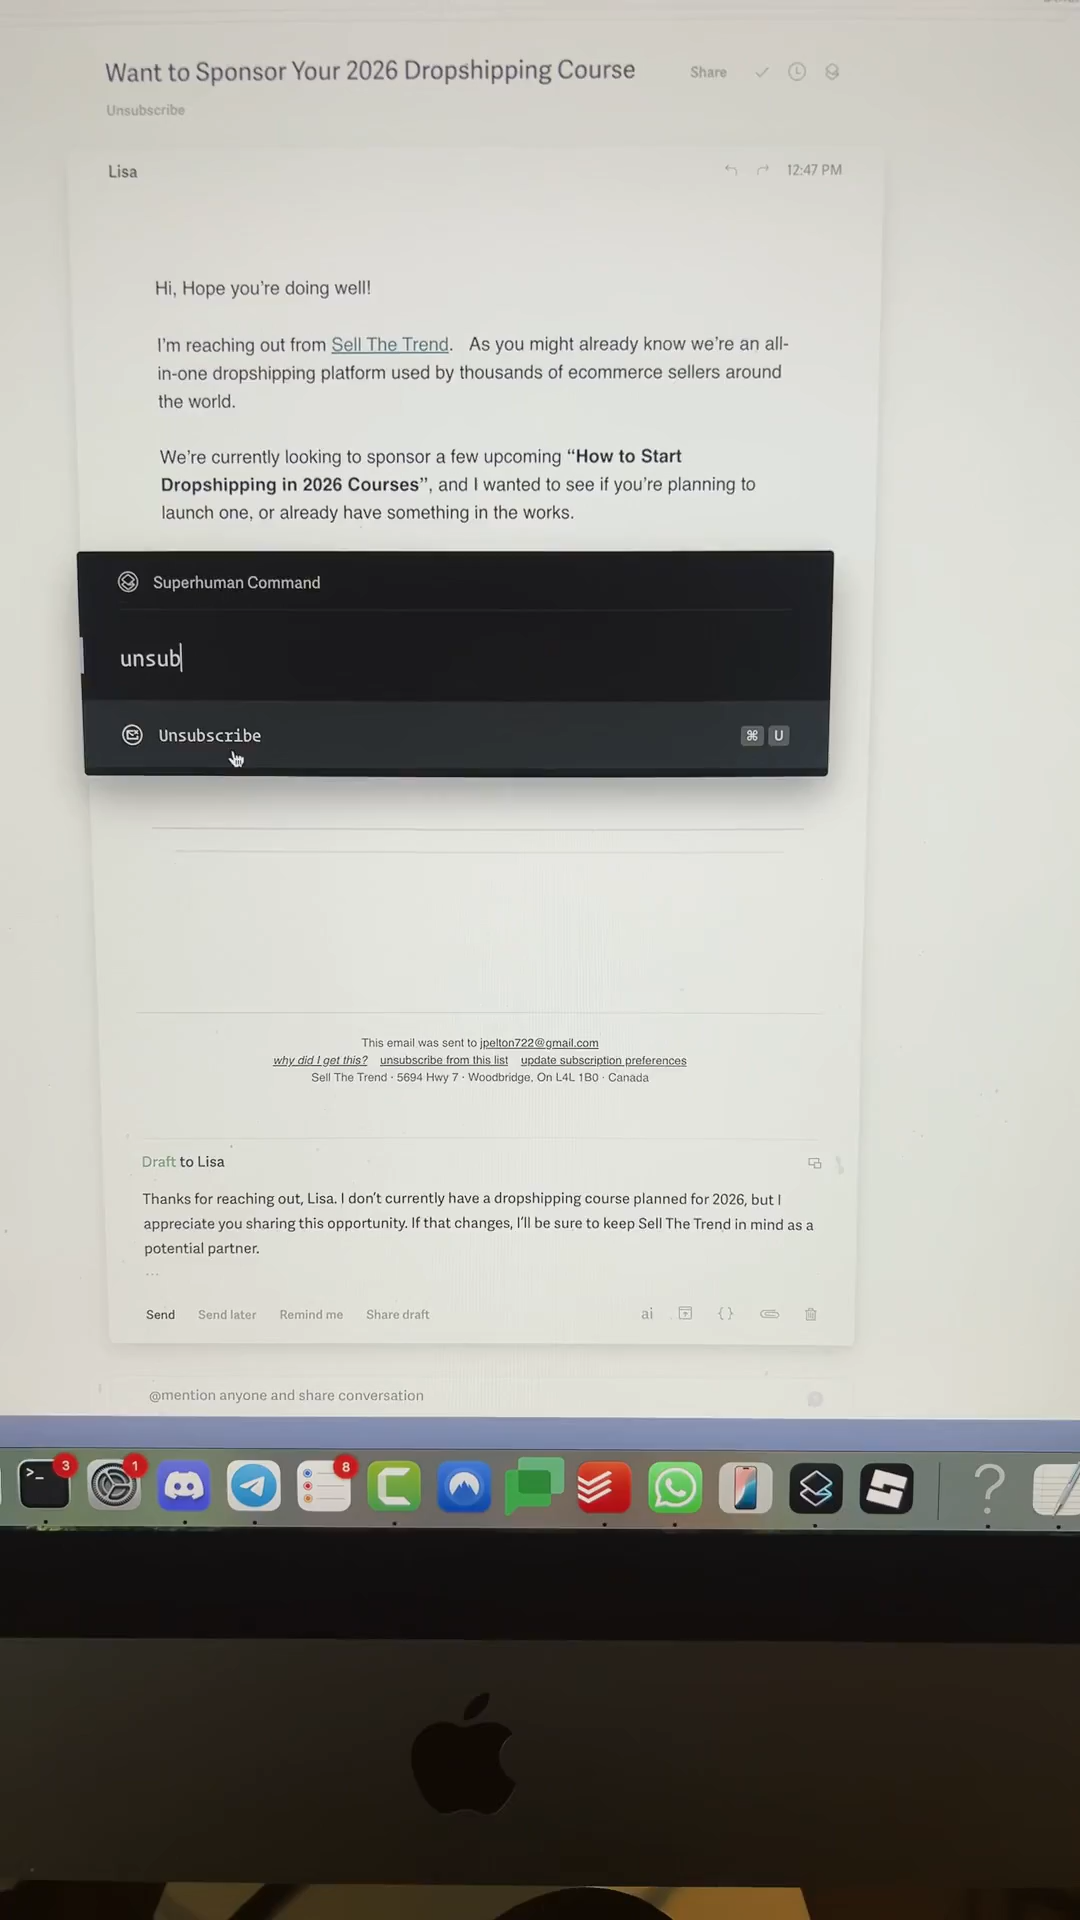 Want to Sponsor Your 2026 Dropshipping Course
Share
Unsubscribe
Lisa
12:47 PM
Hi, Hope you're doing well!
I'm reaching out from Sell The Trend. As you might already know we're an all-
in-one dropshipping platform used by thousands of ecommerce sellers around
the world.
We're currently looking to sponsor a few upcoming “How to Start
Dropshipping in 2026 Courses”, and I wanted to see if you're planning to
launch one, or already have something in the works.
Superhuman Command
unsub
Unsubscribe
⌘ U
This email was sent to jpelton722@gmail.com
why did I get this? unsubscribe from this list update subscription preferences
Sell The Trend · 5694 Hwy 7 · Woodbridge, On L4L 1B0 · Canada
Draft to Lisa
Thanks for reaching out, Lisa. I don't currently have a dropshipping course planned for 2026, but I
appreciate you sharing this opportunity. If that changes, I'll be sure to keep Sell The Trend in mind as a
potential partner.
...
Send Send later Remind me Share draft
ai
{ }
@mention anyone and share conversation
3
1
8
>_
?